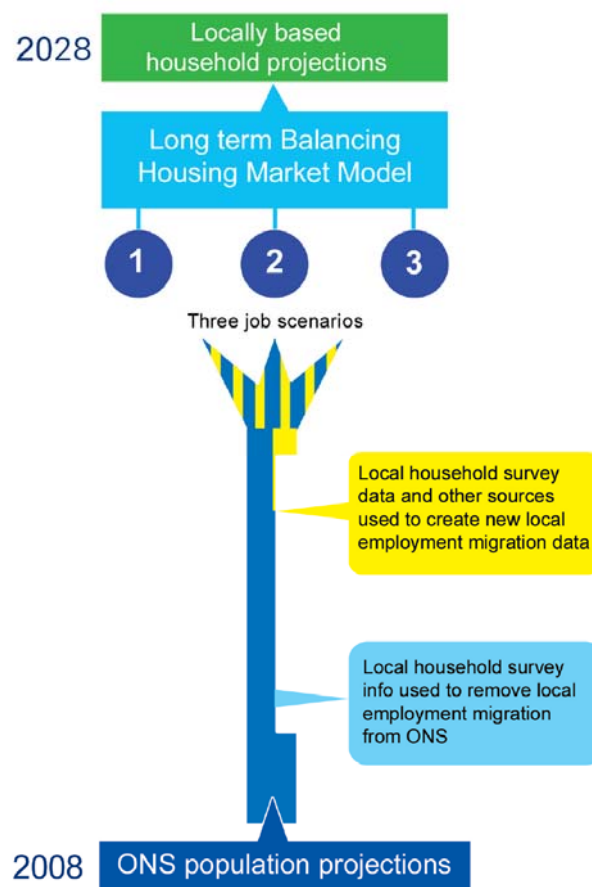 2028
Locally based
household projections
Long term Balancing
Housing Market Model
1
2
3
Three job scenarios
Local household survey
data and other sources
used to create new local
employment migration data
Local household survey
info used to remove local
employment migration
from ONS
2008
ONS population projections